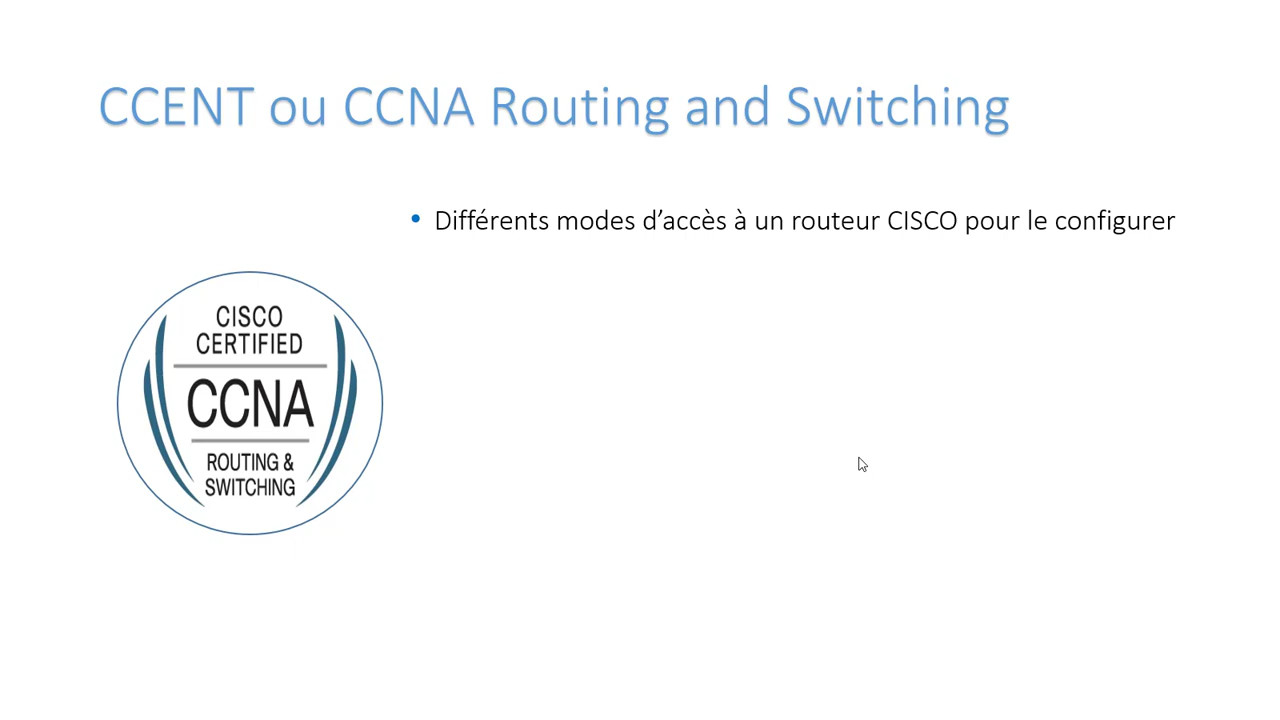 CCENT ou CCNA Routing and Switching
• Différents modes d’accès à un routeur CISCO pour le configurer
CISCO
CERTIFIED
CCNA
ROUTING &
SWITCHING